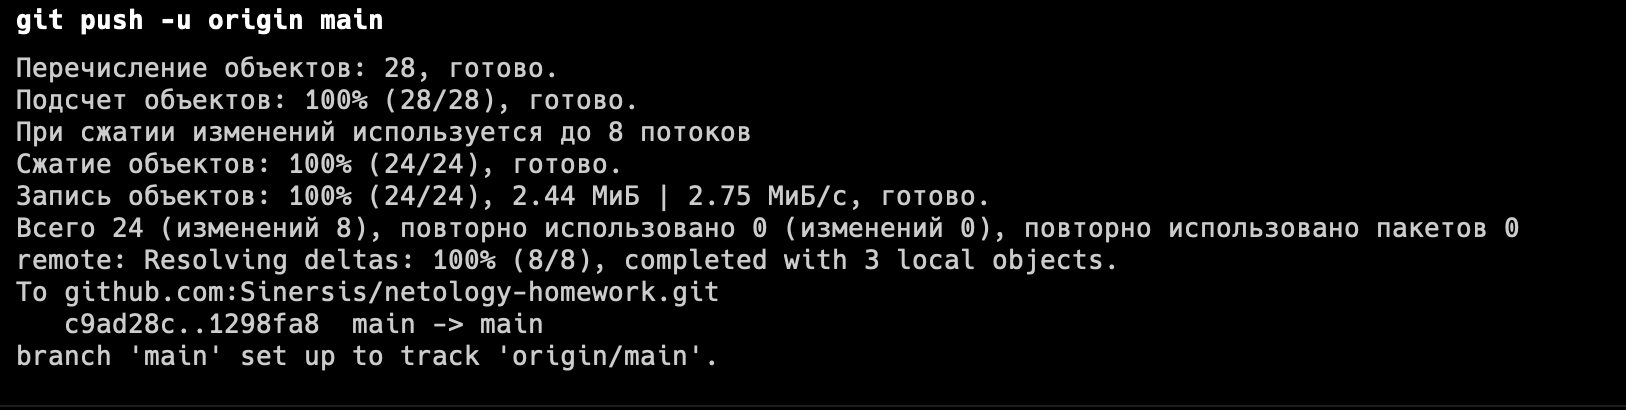 git push -u origin main
Перечисление объектов: 28, готово.
Подсчет объектов: 100% (28/28), готово.
При сжатии изменений используется до 8 потоков
Сжатие объектов: 100% (24/24), готово.
Запись объектов: 100% (24/24), 2.44 МиБ | 2.75 МиБ/с, готово.
Всего 24 (изменений 8), повторно использовано 0 (изменений 0), повторно использовано пакетов 0
remote: Resolving deltas: 100% (8/8), completed with 3 local objects.
To github.com:Sinersis/netology-homework.git
   c9ad28c..1298fa8  main -> main
branch 'main' set up to track 'origin/main'.